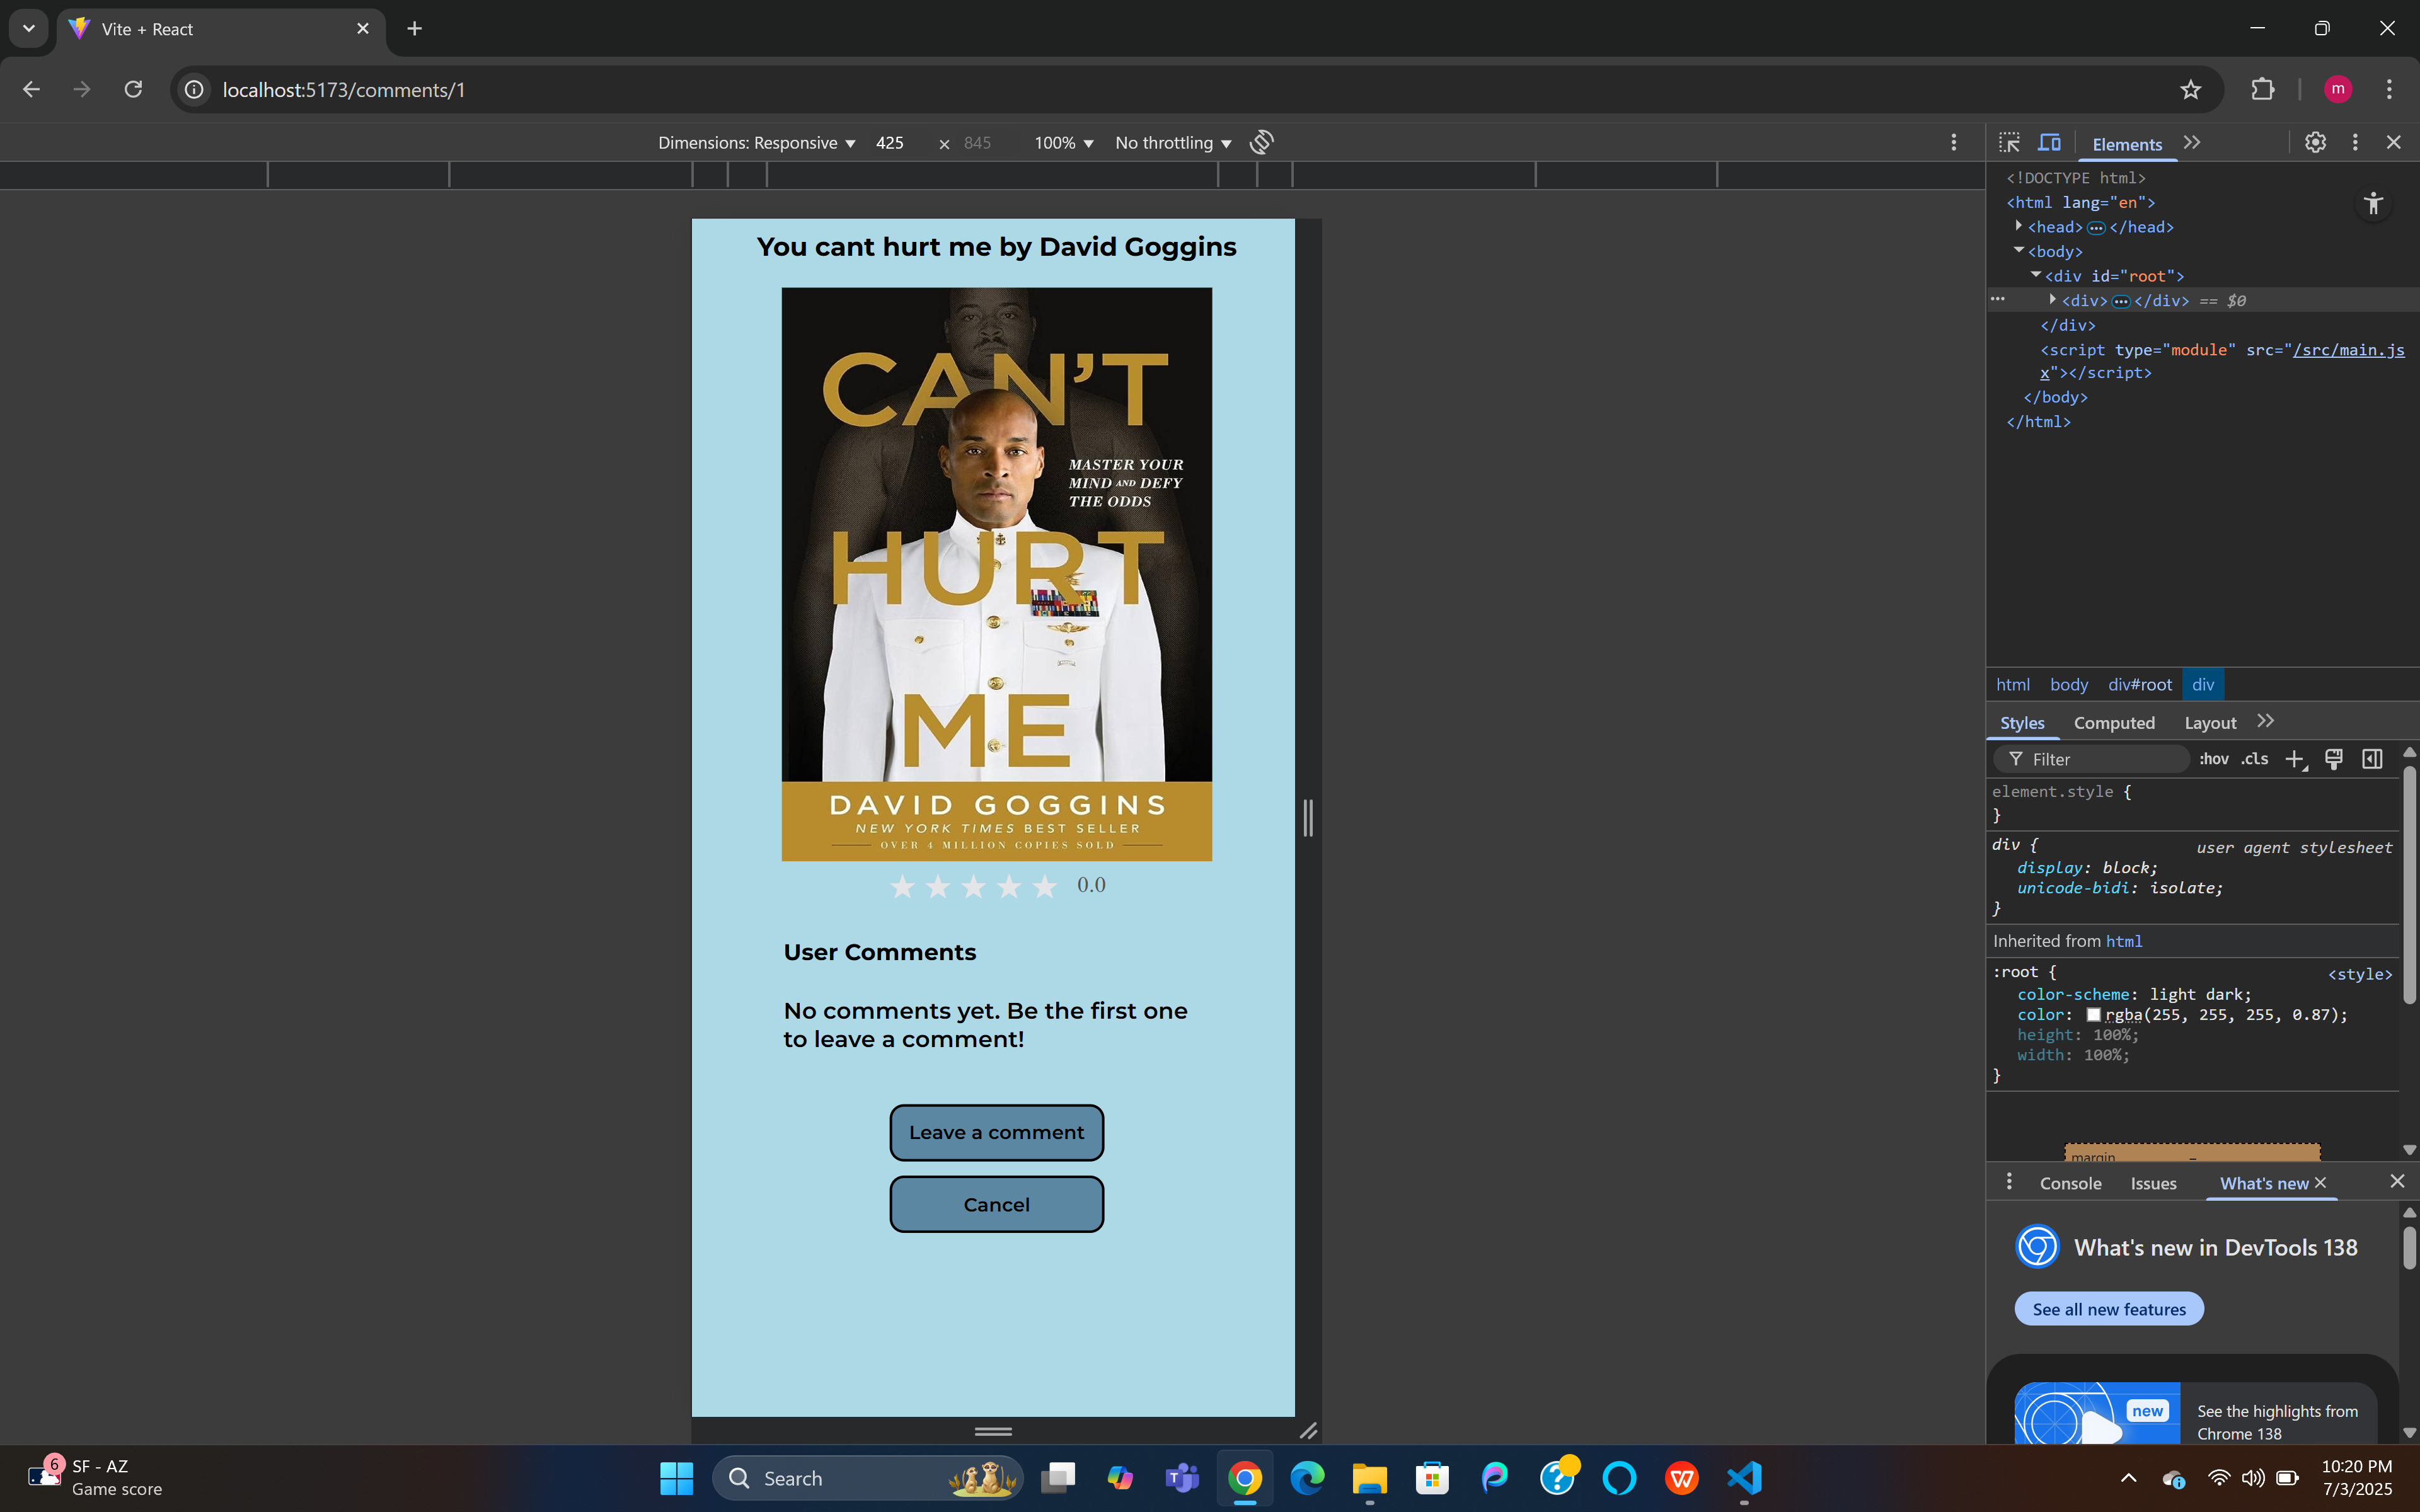 Vite + React
localhost:5173/comments/1
Dimensions: Responsive 425 × 845 100% No throttling
Elements
You cant hurt me by David Goggins
CAN'T
MASTER YOUR
MIND AND DEFY
THE ODDS
HURT
ME
DAVID GOGGINS
NEW YORK TIMES BEST SELLER
OVER 4 MILLION COPIES SOLD
0.0
User Comments
No comments yet. Be the first one
to leave a comment!
Leave a comment
Cancel
<!DOCTYPE html>
<html lang="en">
<head> ••• </head>
<body>
<div id="root">
••• <div> ••• </div> == $0
</div>
<script type="module" src="/src/main.js
x"></script>
</body>
</html>
html body div#root div
Styles Computed Layout
Filter :hov .cls
element.style {
}
div { user agent stylesheet
display: block;
unicode-bidi: isolate;
}
Inherited from html
:root { <style>
color-scheme: light dark;
color: rgba(255, 255, 255, 0.87);
height: 100%;
width: 100%;
}
margin –
Console Issues What's new
What's new in DevTools 138
See all new features
new
See the highlights from
Chrome 138
m
6
SF - AZ
Game score
Search
10:20 PM
7/3/2025